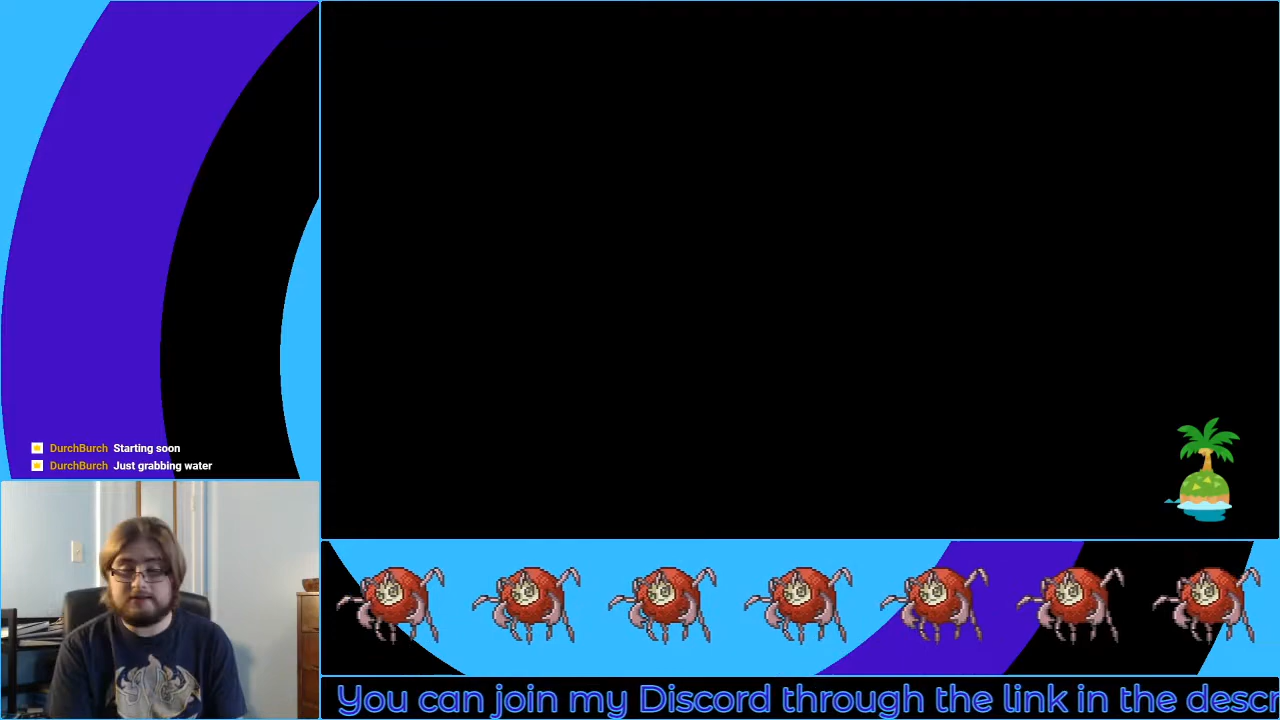 DurchBurch Starting soon
DurchBurch Just grabbing water
You can join my Discord through the link in the descr